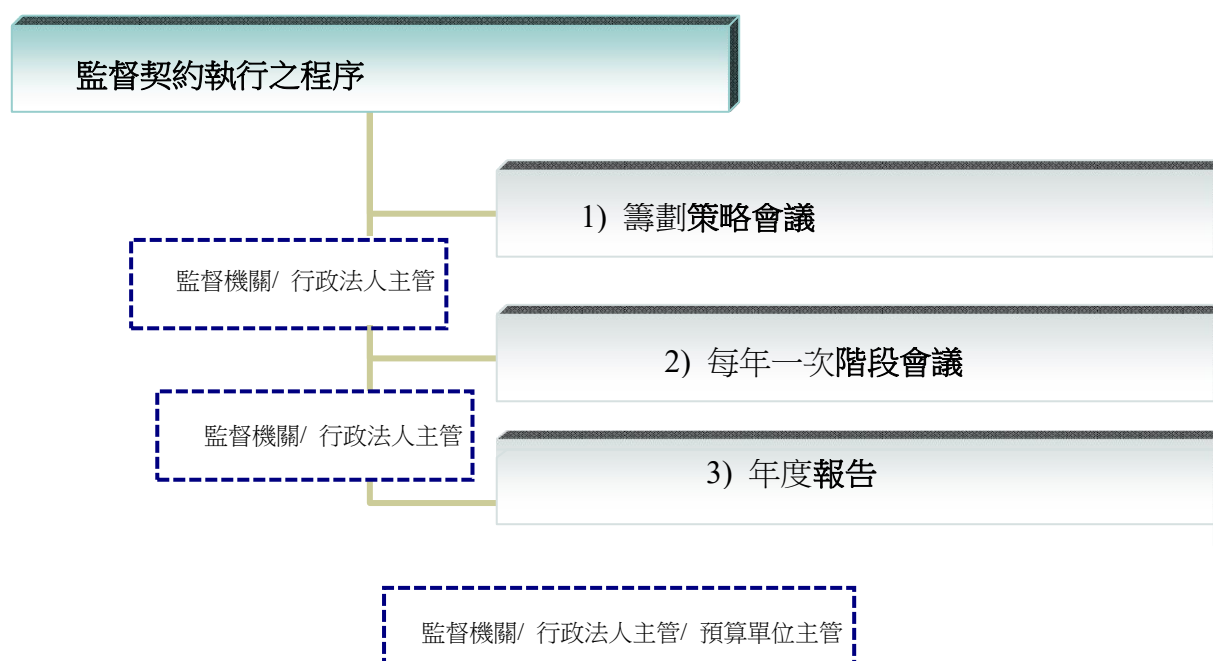 監督契約執行之程序
1) 籌劃策略會議
監督機關/ 行政法人主管
2) 每年一次階段會議
監督機關/ 行政法人主管
3) 年度報告
監督機關/ 行政法人主管/ 預算單位主管